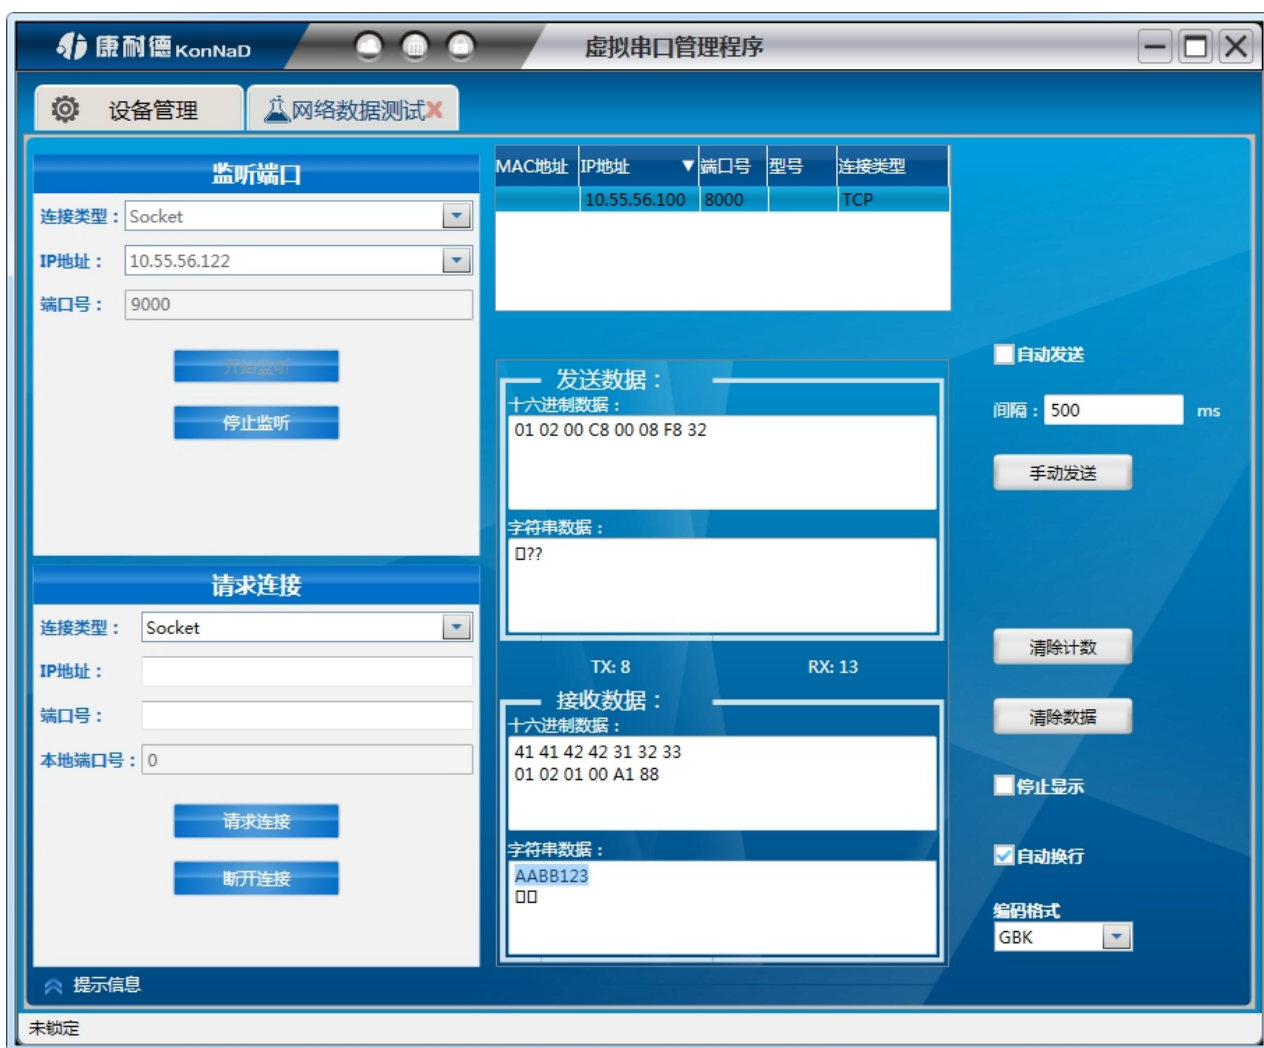 康耐德 KonNaD
虚拟串口管理程序
设备管理
网络数据测试
监听端口
连接类型：Socket
IP地址：10.55.56.122
端口号：9000
开始监听
停止监听
请求连接
连接类型：Socket
IP地址：
端口号：
本地端口号：0
请求连接
断开连接
MAC地址 IP地址 端口号 型号 连接类型
10.55.56.100 8000 TCP
发送数据：
十六进制数据：
01 02 00 C8 00 08 F8 32
字符串数据：
□??
TX: 8 RX: 13
接收数据：
十六进制数据：
41 41 42 42 31 32 33
01 02 01 00 A1 88
字符串数据：
AABB123
□□
自动发送
间隔：500 ms
手动发送
清除计数
清除数据
停止显示
自动换行
编码格式
GBK
提示信息
未锁定